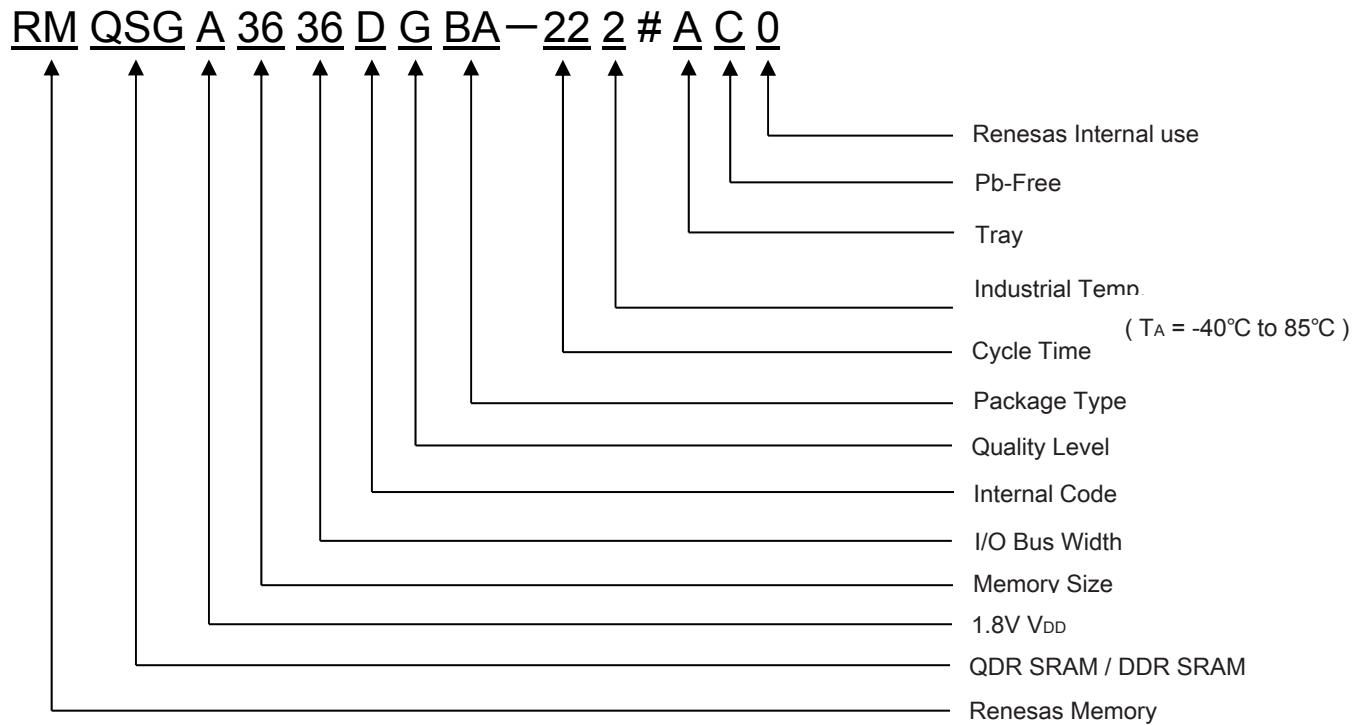 RM QSG A 36 36 D G BA－22 2 # A C 0
Renesas Internal use
Pb-Free
Tray
Industrial Temp.
( TA = -40℃ to 85℃ )
Cycle Time
Package Type
Quality Level
Internal Code
I/O Bus Width
Memory Size
1.8V VDD
QDR SRAM / DDR SRAM
Renesas Memory